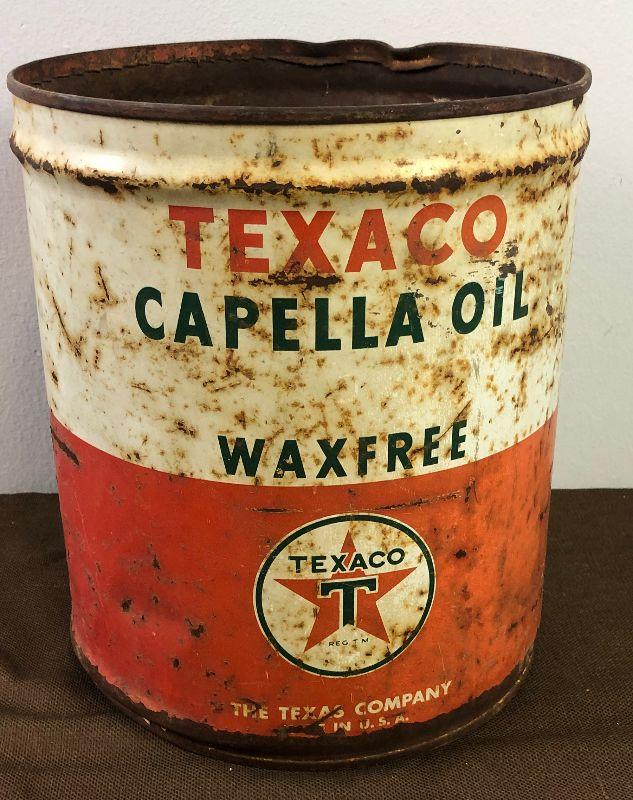 TEXACO
CAPELLA OIL
WAXFREE
TEXACO
T
REG T M
THE TEXAS COMPANY
IN U.S.A.